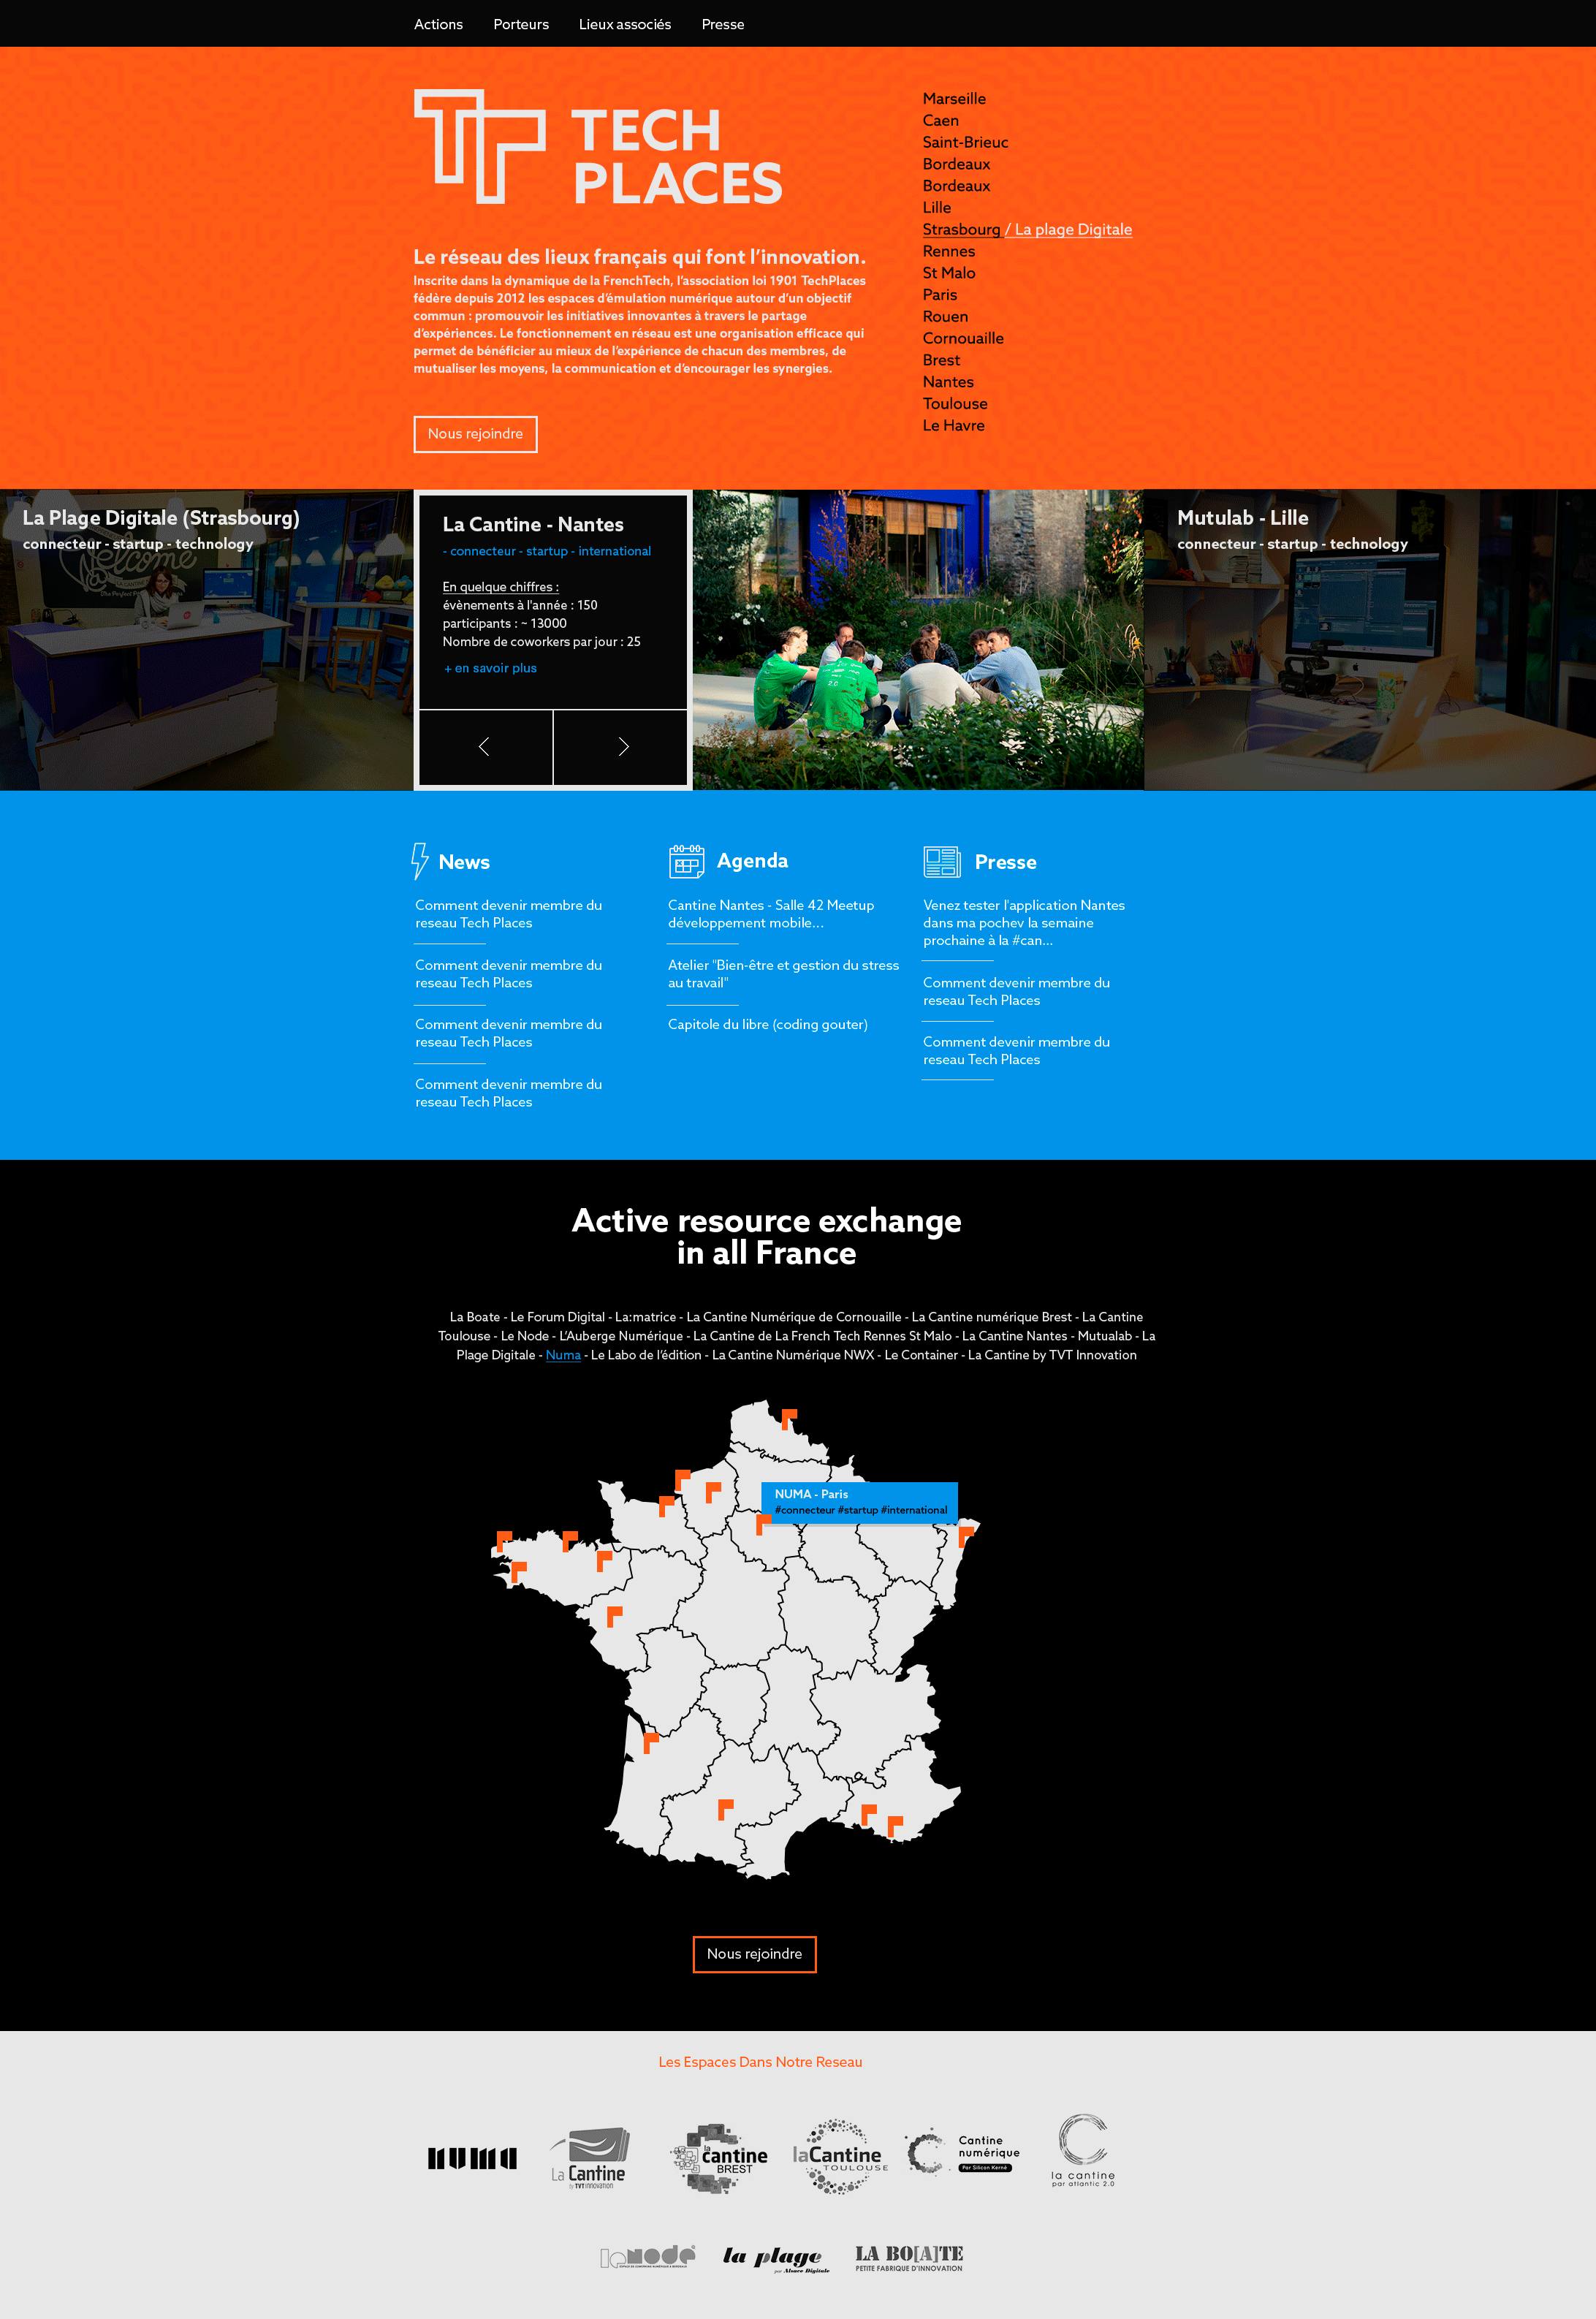 Actions Porteurs Lieux associés Presse
TECH
PLACES
Le réseau des lieux français qui font l'innovation.
Inscrite dans la dynamique de la FrenchTech, l'association loi 1901 TechPlaces
fédère depuis 2012 les espaces d'émulation numérique autour d'un objectif
commun : promouvoir les initiatives innovantes à travers le partage
d'expériences. Le fonctionnement en réseau est une organisation efficace qui
permet de bénéficier au mieux de l'expérience de chacun des membres, de
mutualiser les moyens, la communication et d'encourager les synergies.
Nous rejoindre
Marseille
Caen
Saint-Brieuc
Bordeaux
Bordeaux
Lille
Strasbourg / La plage Digitale
Rennes
St Malo
Paris
Rouen
Cornouaille
Brest
Nantes
Toulouse
Le Havre
La Plage Digitale (Strasbourg)
connecteur - startup - technology
Welcome
La Cantine - Nantes
- connecteur - startup - international
En quelque chiffres :
évènements à l'année : 150
participants : ~ 13000
Nombre de coworkers par jour : 25
+ en savoir plus
2.0
Mutulab - Lille
connecteur - startup - technology
News
Comment devenir membre du
reseau Tech Places
Comment devenir membre du
reseau Tech Places
Comment devenir membre du
reseau Tech Places
Comment devenir membre du
reseau Tech Places
Agenda
Cantine Nantes - Salle 42 Meetup
développement mobile...
Atelier "Bien-être et gestion du stress
au travail"
Capitole du libre (coding gouter)
Presse
Venez tester l'application Nantes
dans ma pochev la semaine
prochaine à la #can...
Comment devenir membre du
reseau Tech Places
Comment devenir membre du
reseau Tech Places
Active resource exchange
in all France
La Boate - Le Forum Digital - La:matrice - La Cantine Numérique de Cornouaille - La Cantine numérique Brest - La Cantine
Toulouse - Le Node - L'Auberge Numérique - La Cantine de La French Tech Rennes St Malo - La Cantine Nantes - Mutualab - La
Plage Digitale - Numa - Le Labo de l'édition - La Cantine Numérique NWX - Le Container - La Cantine by TVT Innovation
NUMA - Paris
#connecteur #startup #international
Nous rejoindre
Les Espaces Dans Notre Reseau
numa
La Cantine
by TVT innovation
la cantine
BREST
laCantine
TOULOUSE
Cantine
numérique
Par Silicon Kerné
la cantine
par atlantic 2.0
le node
la plage
par Alsace Digitale
LA BO[A]TE
PETITE FABRIQUE D'INNOVATION